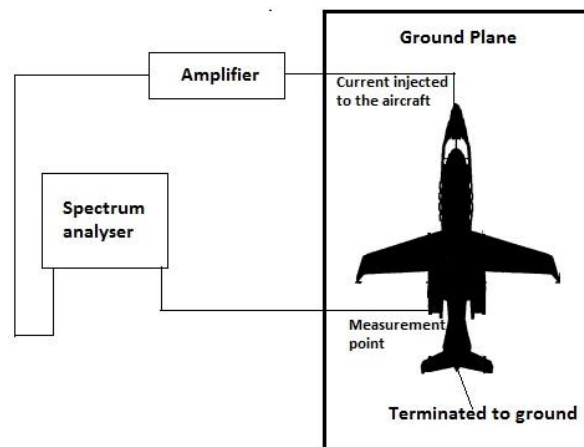 Ground Plane
Amplifier
Current injected
to the aircraft
Spectrum
analyser
Measurement
point
Terminated to ground